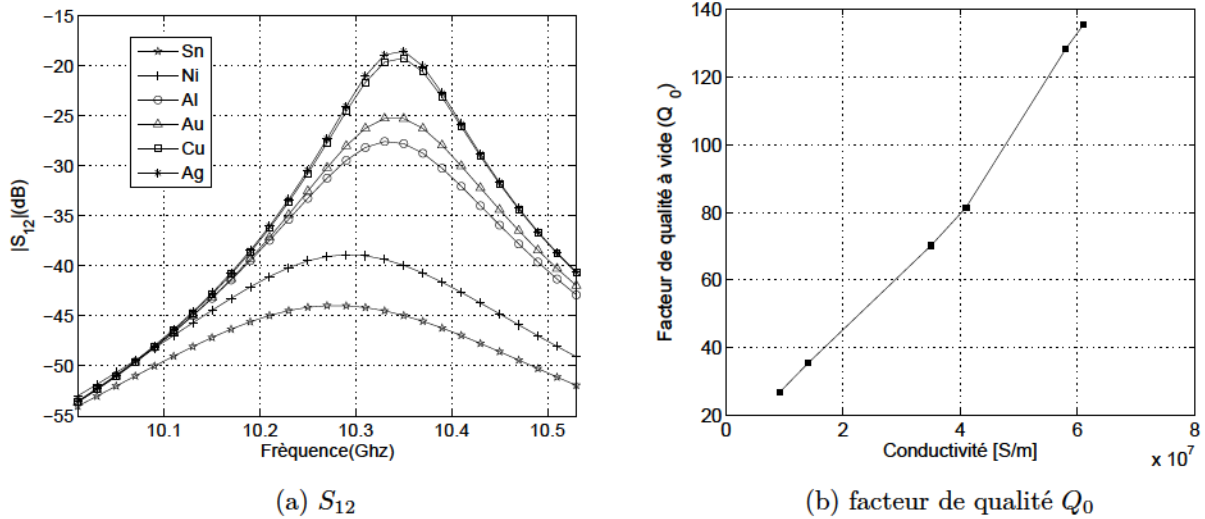 −15
−20
−25
−30
−35
−40
−45
−50
−55
|S12|(dB)
Sn
Ni
Al
Au
Cu
Ag
10.1 10.2 10.3 10.4 10.5
Frèquence(Ghz)
(a) S12
140
120
100
80
60
40
20
Facteur de qualité à vide (Q 0)
0 2 4 6 8
Conductivité [S/m]
x 10^7
(b) facteur de qualité Q0